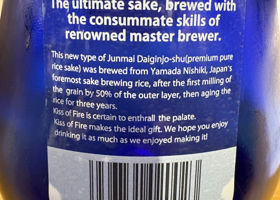 The ultimate sake, brewed with
the consummate skills of
renowned master brewer.
This new type of Junmai Daiginjo-shu(premium pure
rice sake) was brewed from Yamada Nishiki, Japan's
foremost sake brewing rice, after the first milling of
the grain by 50% of the outer layer, then aging the
rice for three years.
Kiss of Fire is certain to enthrall the palate.
Kiss of Fire makes the ideal gift. We hope you enjoy
drinking it as much as we enjoyed making it!